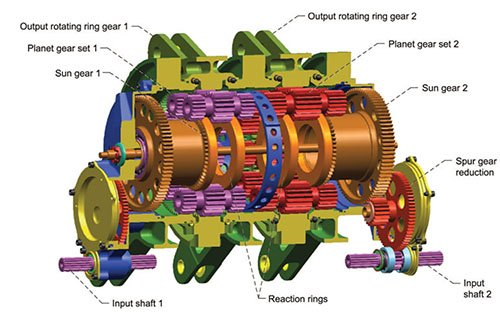 Output rotating ring gear 1
Output rotating ring gear 2
Planet gear set 1
Planet gear set 2
Sun gear 1
Sun gear 2
Spur gear
reduction
Input shaft 1
Reaction rings
Input
shaft 2